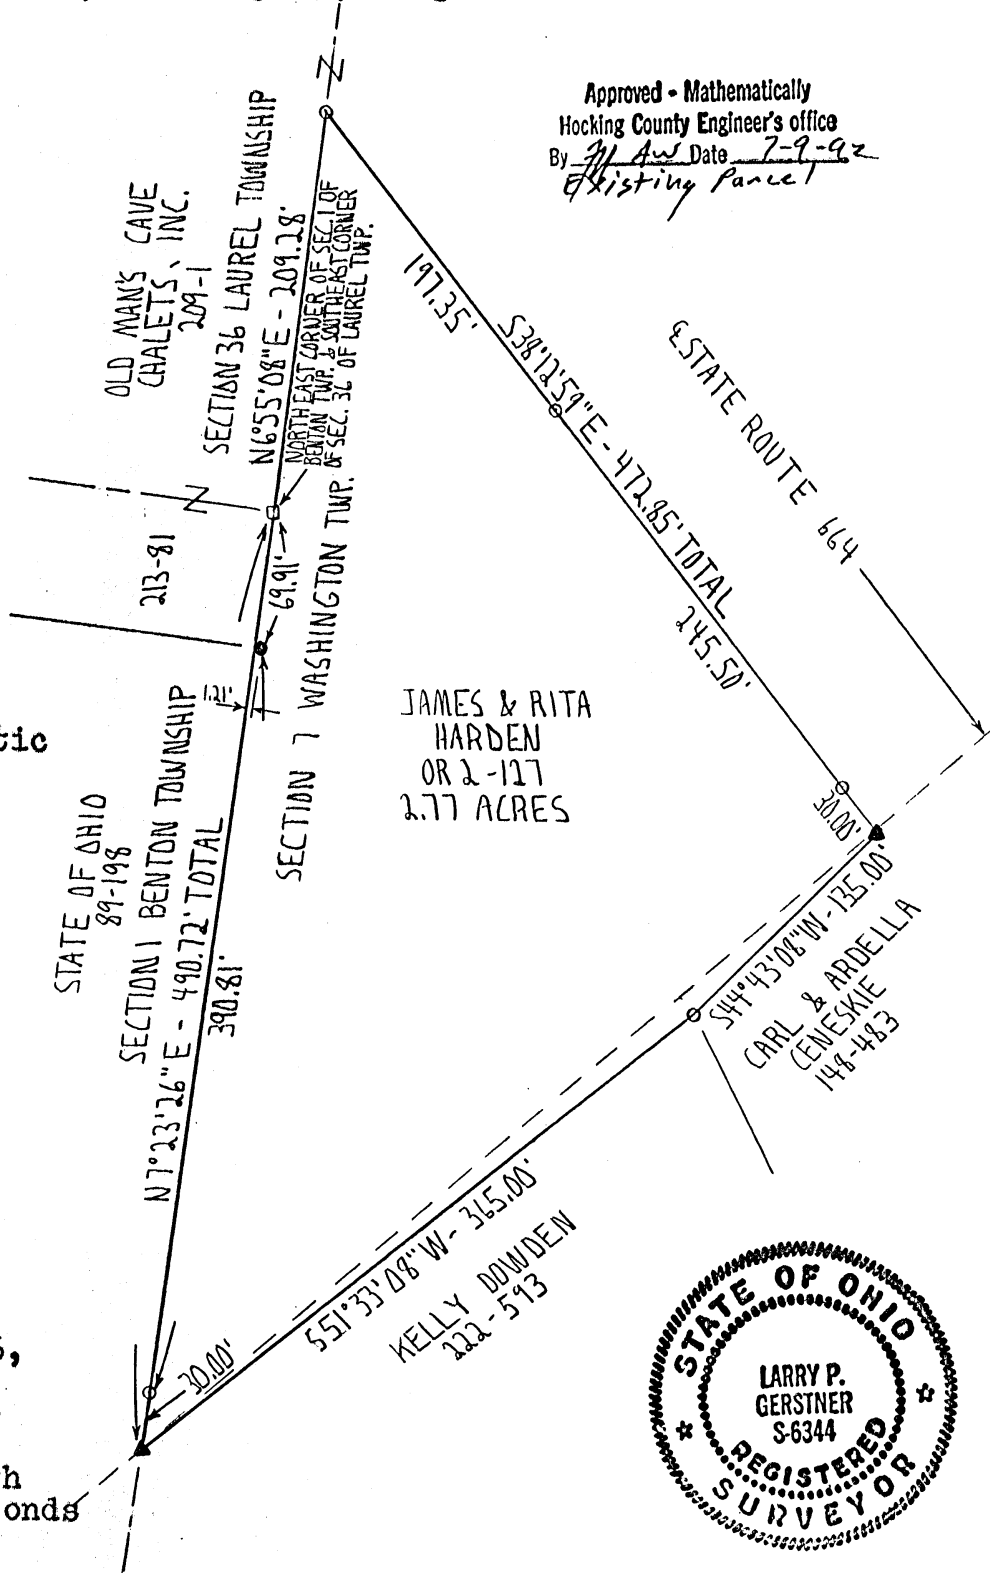 Approved - Mathematically
Hocking County Engineer's office
By Date 7-9-92
Existing Parcel
OLD MAN'S CAVE
CHALETS, INC.
209-1
SECTION 36 LAUREL TOWNSHIP
N6°55'08"E - 209.28'
NORTHEAST CORNER OF SEC. 1 OF
BENTON TWP. & SOUTHEAST CORNER
OF SEC. 36 OF LAUREL TWP.
197.35'
S38°12'59"E - 472.85' TOTAL
245.50'
30.00'
℄ STATE ROUTE 664
213-81
69.91'
1.21'
SECTION 7 WASHINGTON TWP.
JAMES & RITA
HARDEN
OR 2-127
2.77 ACRES
tic
STATE OF OHIO
89-198
SECTION 1 BENTON TOWNSHIP
N7°23'26"E - 490.72' TOTAL
390.81'
S44°43'08"W - 135.00'
CARL & ARDELLA
CENESKIE
148-483
S51°33'08"W - 365.00'
KELLY DOWDEN
222-593
30.00'
h
onds
STATE OF OHIO
LARRY P.
GERSTNER
S-6344
REGISTERED
SURVEYOR